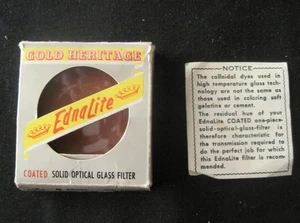 GOLD HERITAGE
EdnaLite
COATED SOLID OPTICAL GLASS FILTER
NOTICE
The colloidal dyes used in
high temperature glass tech-
nology are not the same as
those used in coloring soft
gelatine or cement.
The residual hue of your
EdnaLite COATED one-piece-
solid-optical-glass-filter is
therefore characteristic for
the transmission required to
do the perfect job for which
this EdnaLite filter is recom-
mended.